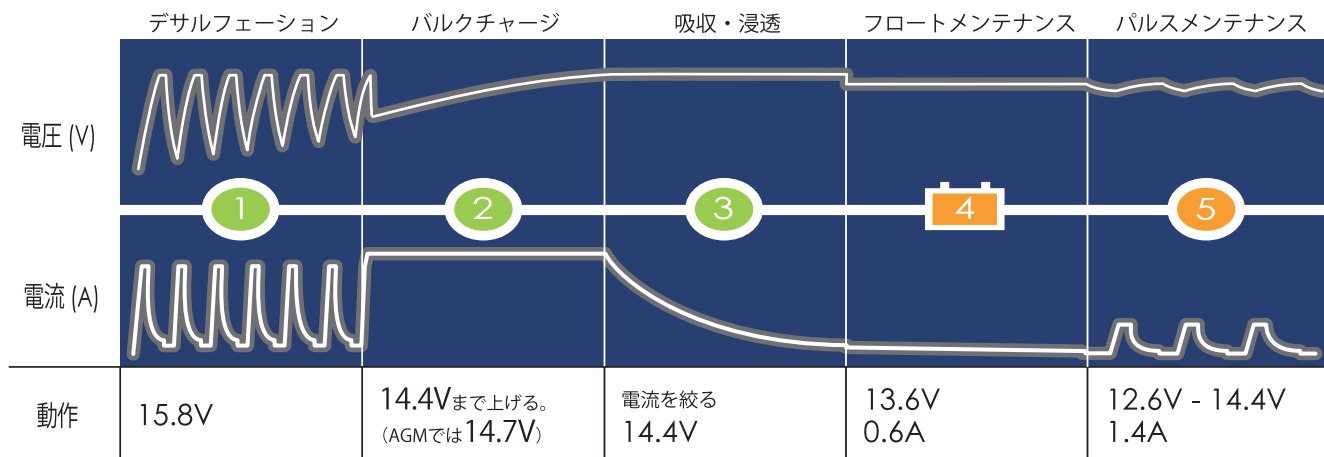 デサルフェーション
バルクチャージ
吸収・浸透
フロートメンテナンス
パルスメンテナンス
電圧 (V)
1
2
3
4
5
電流 (A)
動作
15.8V
14.4Vまで上げる。
(AGMでは14.7V)
電流を絞る
14.4V
13.6V
0.6A
12.6V - 14.4V
1.4A